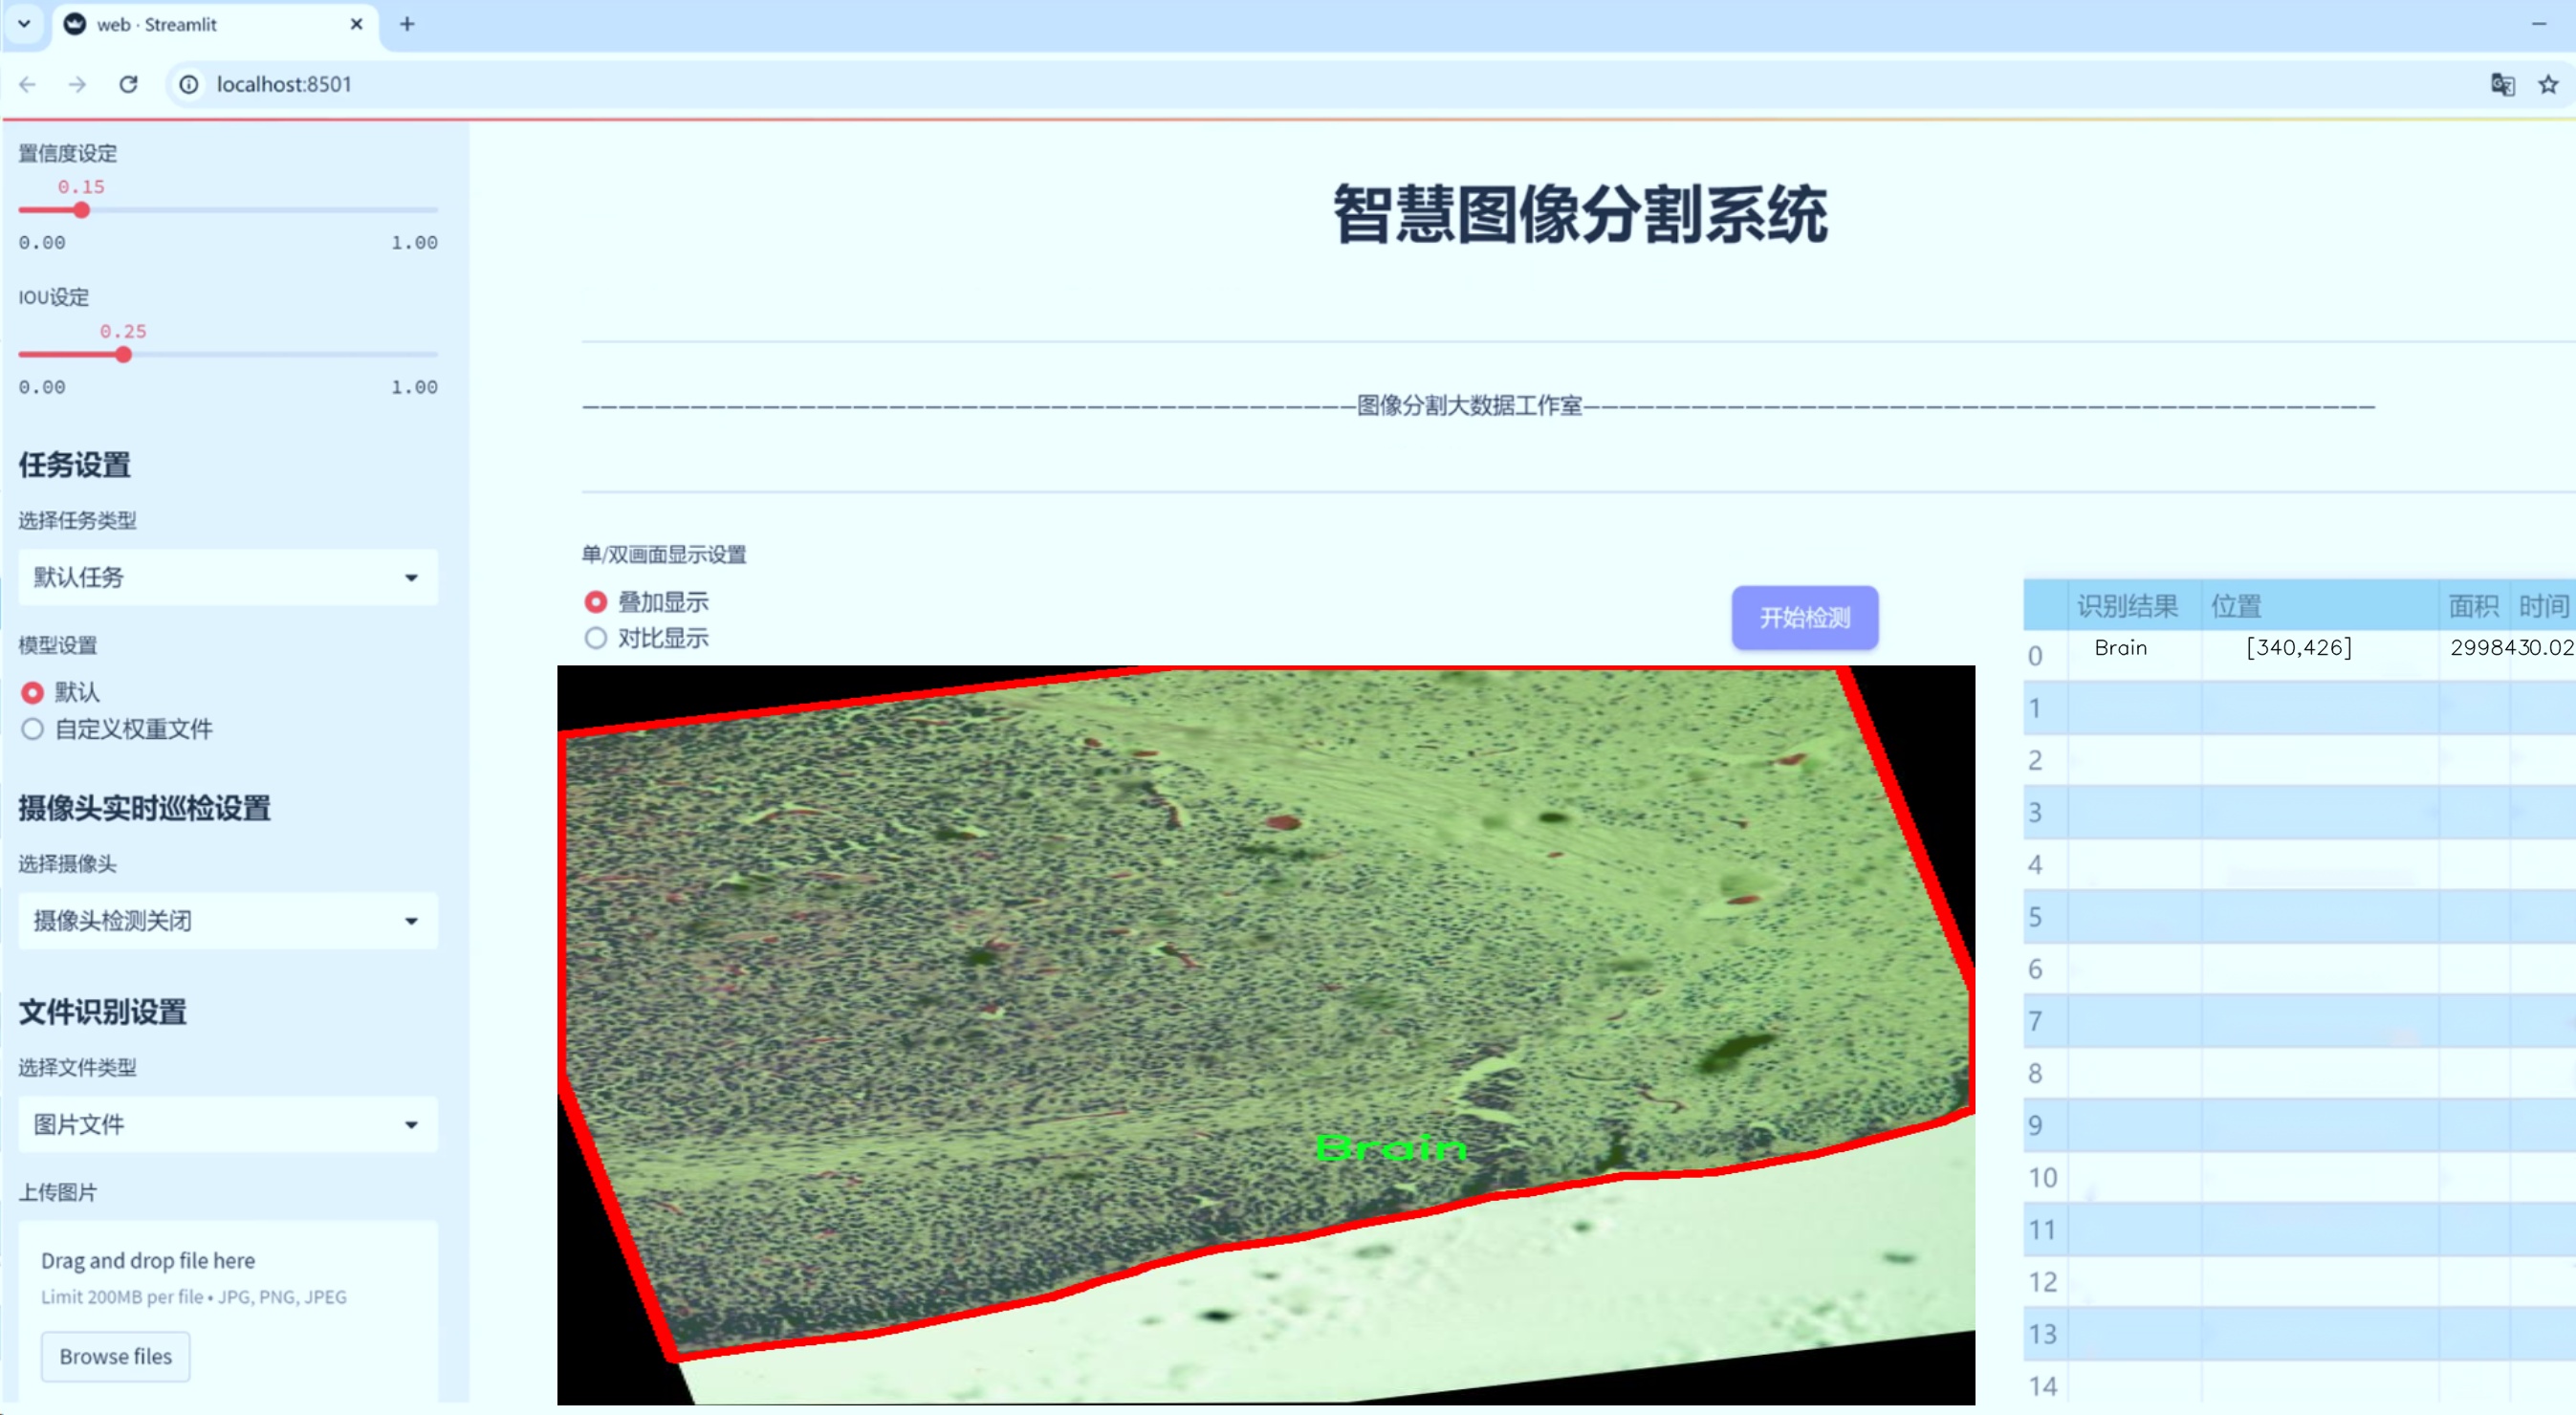 web · Streamlit
localhost:8501
置信度设定
0.15
0.00 1.00
IOU设定
0.25
0.00 1.00
任务设置
选择任务类型
默认任务
模型设置
默认
自定义权重文件
摄像头实时巡检设置
选择摄像头
摄像头检测关闭
文件识别设置
选择文件类型
图片文件
上传图片
Drag and drop file here
Limit 200MB per file • JPG, PNG, JPEG
Browse files
智慧图像分割系统
图像分割大数据工作室
单/双画面显示设置
叠加显示
对比显示
开始检测
Brain
识别结果 位置 面积 时间
0 Brain [340,426] 2998430.02
1
2
3
4
5
6
7
8
9
10
11
12
13
14